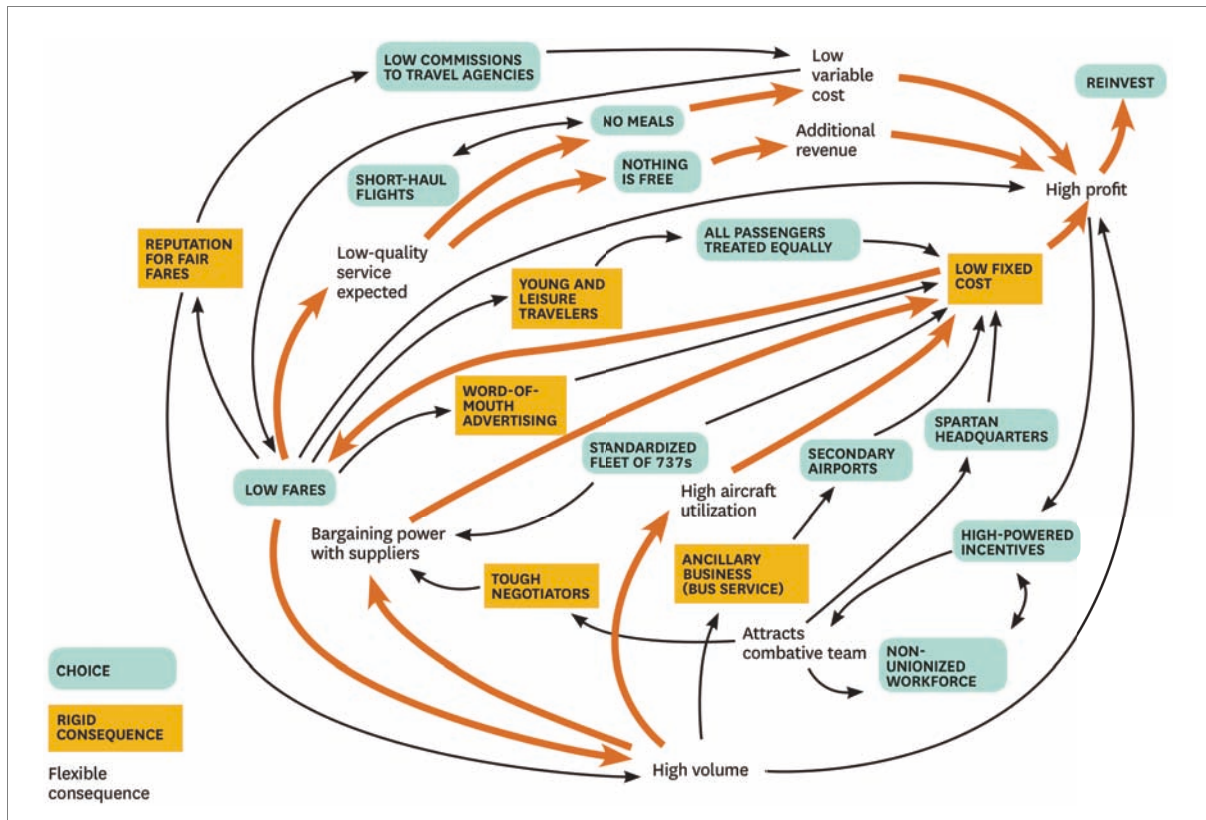 LOW COMMISSIONS
TO TRAVEL AGENCIES
Low
variable
cost
REINVEST
NO MEALS
Additional
revenue
SHORT-HAUL
FLIGHTS
NOTHING
IS FREE
High profit
REPUTATION
FOR FAIR
FARES
Low-quality
service
expected
ALL PASSENGERS
TREATED EQUALLY
YOUNG AND
LEISURE
TRAVELERS
LOW FIXED
COST
WORD-OF-
MOUTH
ADVERTISING
SPARTAN
HEADQUARTERS
STANDARDIZED
FLEET OF 737s
SECONDARY
AIRPORTS
LOW FARES
High aircraft
utilization
Bargaining power
with suppliers
HIGH-POWERED
INCENTIVES
ANCILLARY
BUSINESS
(BUS SERVICE)
TOUGH
NEGOTIATORS
Attracts
combative team
NON-
UNIONIZED
WORKFORCE
CHOICE
RIGID
CONSEQUENCE
Flexible
consequence
High volume